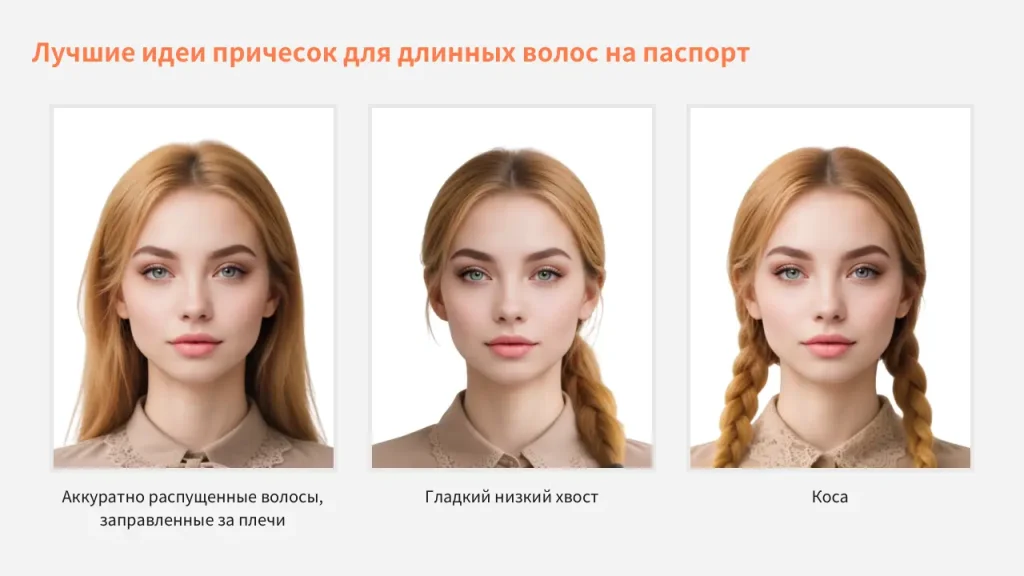 Лучшие идеи причесок для длинных волос на паспорт
Аккуратно распущенные волосы,
заправленные за плечи
Гладкий низкий хвост
Коса